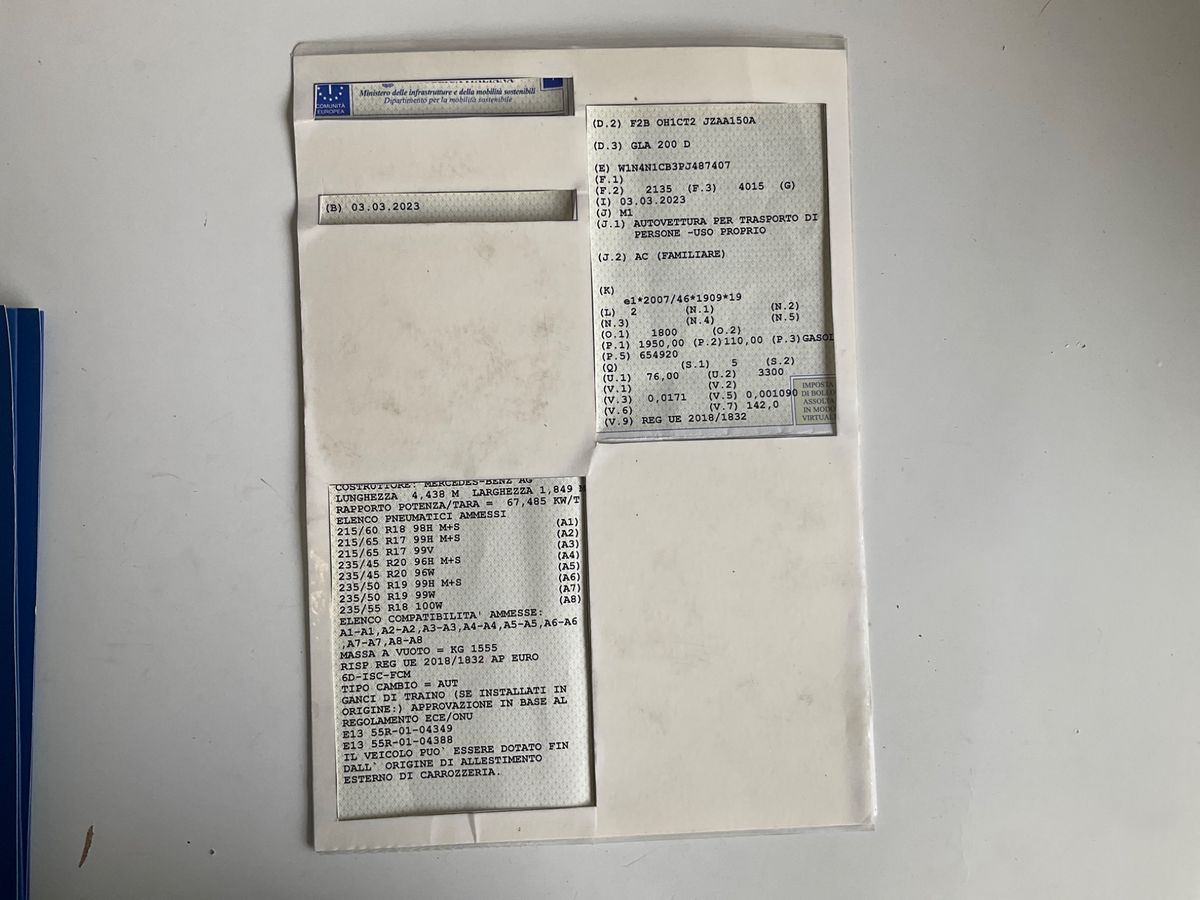 COMUNITÀ
EUROPEA
Ministero delle infrastrutture e della mobilità sostenibili
Dipartimento per la mobilità sostenibile
(B) 03.03.2023
(D.2) F2B OH1CT2 JZAA150A
(D.3) GLA 200 D
(E) W1N4N1CB3PJ487407
(F.1)
(F.2) 2135 (F.3) 4015 (G)
(I) 03.03.2023
(J) M1
(J.1) AUTOVETTURA PER TRASPORTO DI
PERSONE -USO PROPRIO
(J.2) AC (FAMILIARE)
(K)
e1*2007/46*1909*19
(L) 2 (N.1) (N.2)
(N.3) (N.4) (N.5)
(O.1) 1800 (O.2)
(P.1) 1950,00 (P.2)110,00 (P.3)GASOL
(P.5) 654920
(Q) (S.1) 5 (S.2)
(U.1) 76,00 (U.2) 3300
(V.1) (V.2)
(V.3) 0,0171 (V.5) 0,001090
(V.6) (V.7) 142,0
(V.9) REG UE 2018/1832
IMPOSTA
DI BOLLO
ASSOLTA
IN MODO
VIRTUAL
COSTRUTTORE: MERCEDES-BENZ AG
LUNGHEZZA 4,438 M LARGHEZZA 1,849 M
RAPPORTO POTENZA/TARA = 67,485 KW/T
ELENCO PNEUMATICI AMMESSI
215/60 R18 98H M+S (A1)
215/65 R17 99H M+S (A2)
215/65 R17 99V (A3)
235/45 R20 96H M+S (A4)
235/45 R20 96W (A5)
235/50 R19 99H M+S (A6)
235/50 R19 99W (A7)
235/55 R18 100W (A8)
ELENCO COMPATIBILITA' AMMESSE:
A1-A1,A2-A2,A3-A3,A4-A4,A5-A5,A6-A6
,A7-A7,A8-A8
MASSA A VUOTO = KG 1555
RISP REG UE 2018/1832 AP EURO
6D-ISC-FCM
TIPO CAMBIO = AUT
GANCI DI TRAINO (SE INSTALLATI IN
ORIGINE:) APPROVAZIONE IN BASE AL
REGOLAMENTO ECE/ONU
E13 55R-01-04349
E13 55R-01-04388
IL VEICOLO PUO` ESSERE DOTATO FIN
DALL` ORIGINE DI ALLESTIMENTO
ESTERNO DI CARROZZERIA.